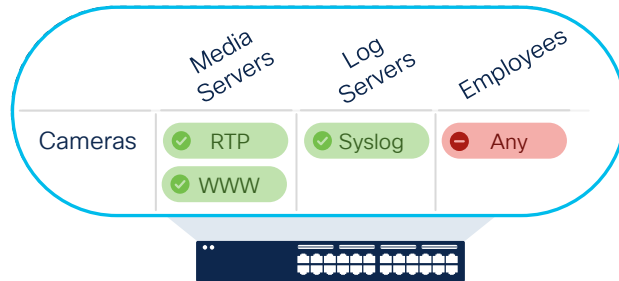 Media
Servers
Log
Servers
Employees
Cameras
RTP
Syslog
Any
WWW